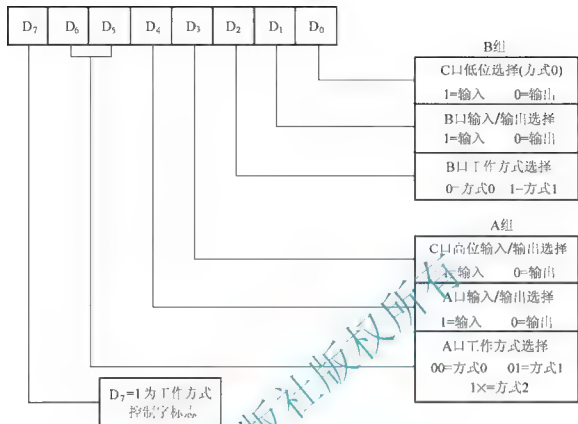 D7 D6 D5 D4 D3 D2 D1 D0
B组
C口低位选择(方式0)
1=输入 0=输出
B口输入/输出选择
1=输入 0=输出
B口工作方式选择
0=方式0 1=方式1
A组
C口高位输入/输出选择
1=输入 0=输出
A口输入/输出选择
1=输入 0=输出
A口工作方式选择
00=方式0 01=方式1
1×=方式2
D7=1为工作方式
控制字标志
版社版权所有